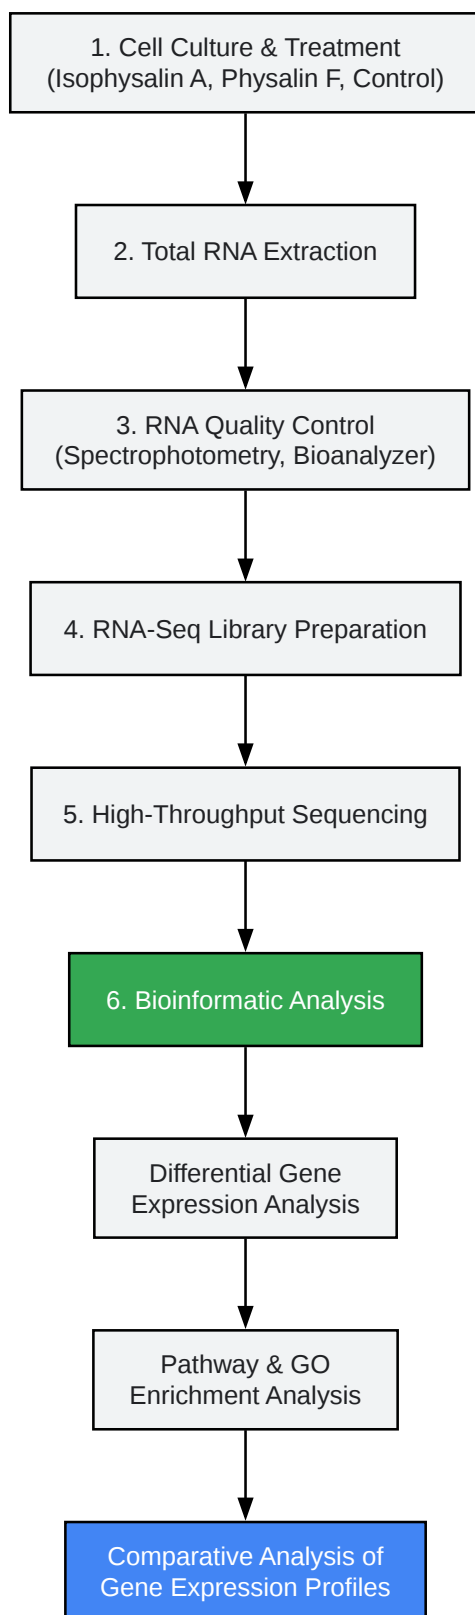 1. Cell Culture & Treatment
(Isophysalin A, Physalin F, Control)
2. Total RNA Extraction
3. RNA Quality Control
(Spectrophotometry, Bioanalyzer)
4. RNA-Seq Library Preparation
5. High-Throughput Sequencing
6. Bioinformatic Analysis
Differential Gene
Expression Analysis
Pathway & GO
Enrichment Analysis
Comparative Analysis of
Gene Expression Profiles